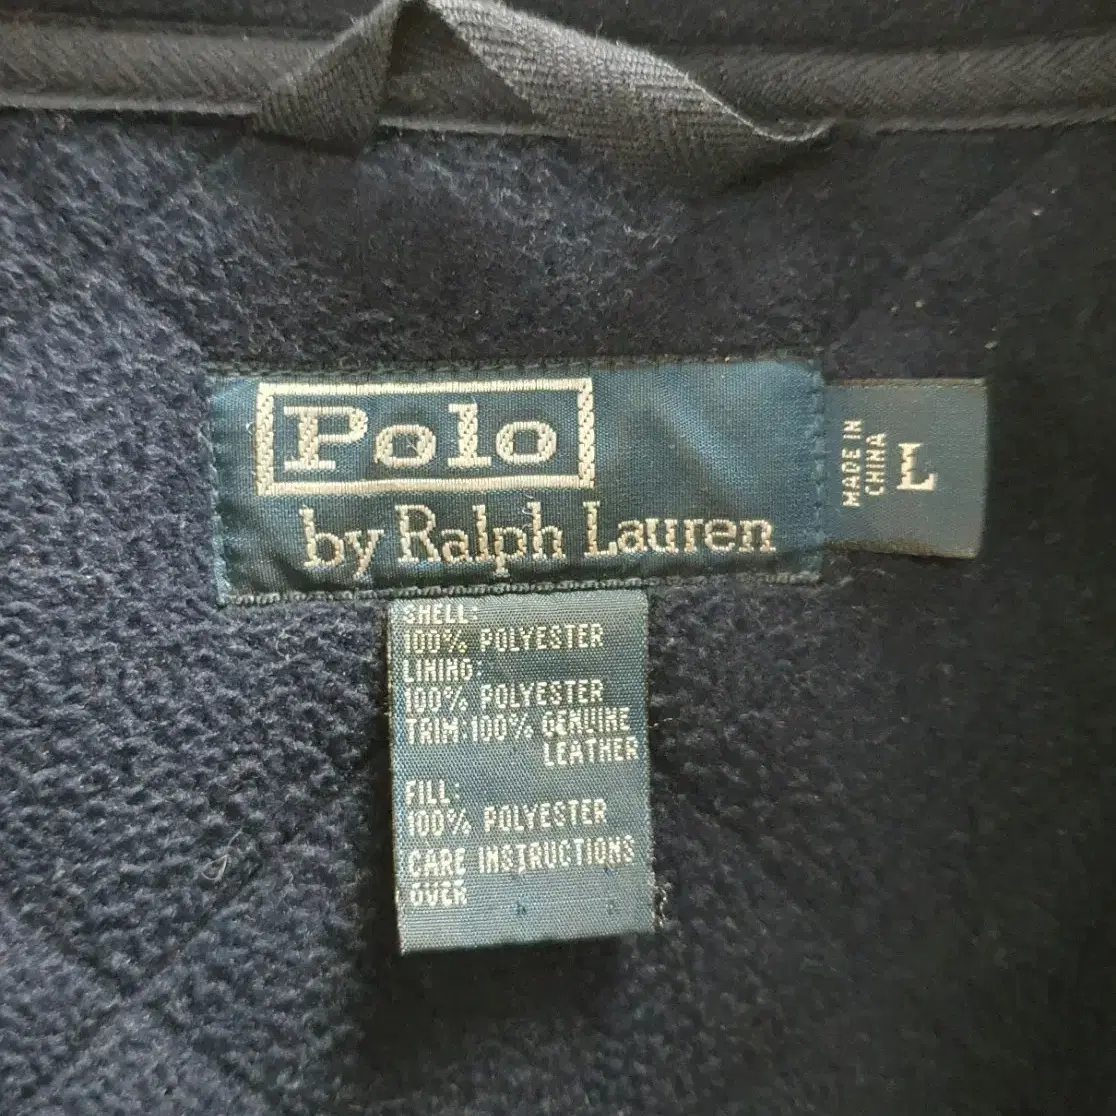 Polo
by Ralph Lauren
MADE IN
CHINA
L
SHELL:
100% POLYESTER
LINING:
100% POLYESTER
TRIM:100% GENUINE
LEATHER
FILL:
100% POLYESTER
CARE INSTRUCTIONS
OVER